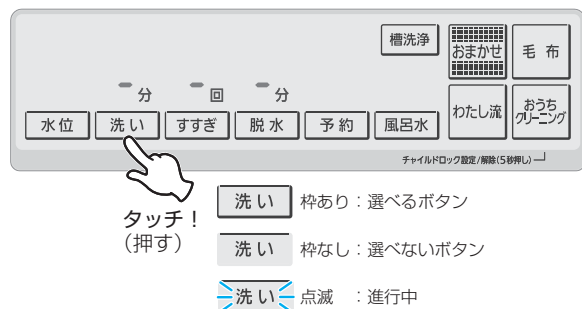 槽洗浄
おまかせ
毛 布
分 回 分
わたし流
おうち
クリーニング
水位 洗い すすぎ 脱水 予約 風呂水
チャイルドロック設定/解除(5秒押し)
タッチ!
(押す)
洗い 枠あり:選べるボタン
洗い 枠なし:選べないボタン
洗い 点滅 :進行中